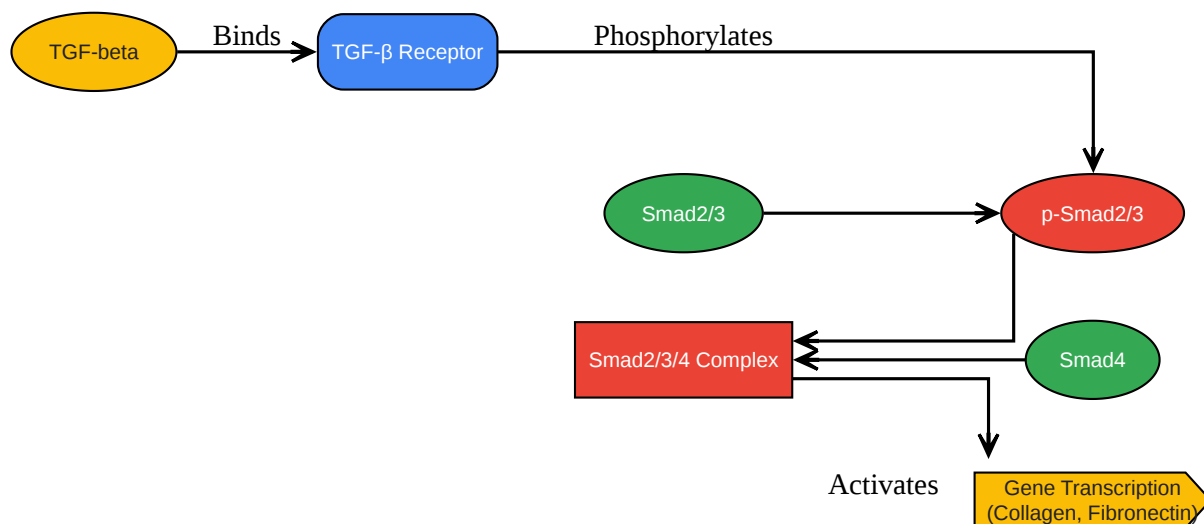 TGF-beta
Binds
TGF-β Receptor
Phosphorylates
Smad2/3
p-Smad2/3
Smad2/3/4 Complex
Smad4
Activates
Gene Transcription
(Collagen, Fibronectin)